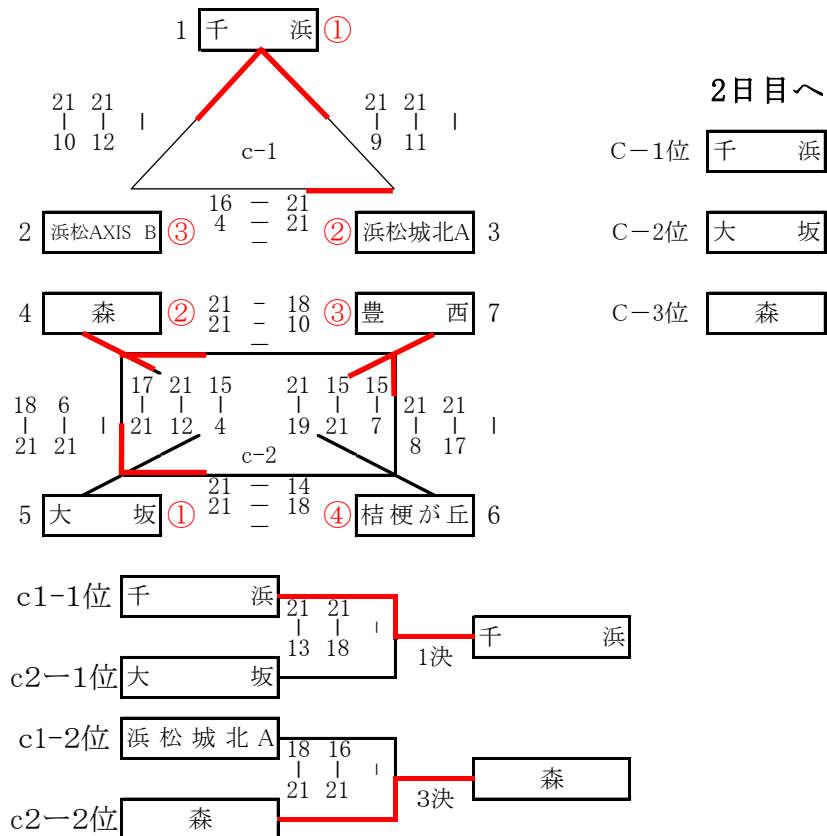 1 千 浜 ①
21 21
| | |
10 12
21 21
| | |
9 11
c-1
16 － 21
4 － 21
－
2 浜松AXIS B ③
② 浜松城北A 3
2日目へ
C－1位 千 浜
C－2位 大 坂
C－3位 森
4 森 ②
21 - 18
21 - 10
－
③ 豊 西 7
18 6
| | |
21 21
17 21 15
| | |
21 12 4
21 15 15
| | |
19 21 7
21 21
| | |
8 17
c-2
21 － 14
21 － 18
－
5 大 坂 ①
④ 桔梗が丘 6
c1-1位 千 浜
21 21
| | |
13 18
1決
千 浜
c2ー1位 大 坂
c1-2位 浜松城北A
18 16
| | |
21 21
3決
森
c2ー2位 森